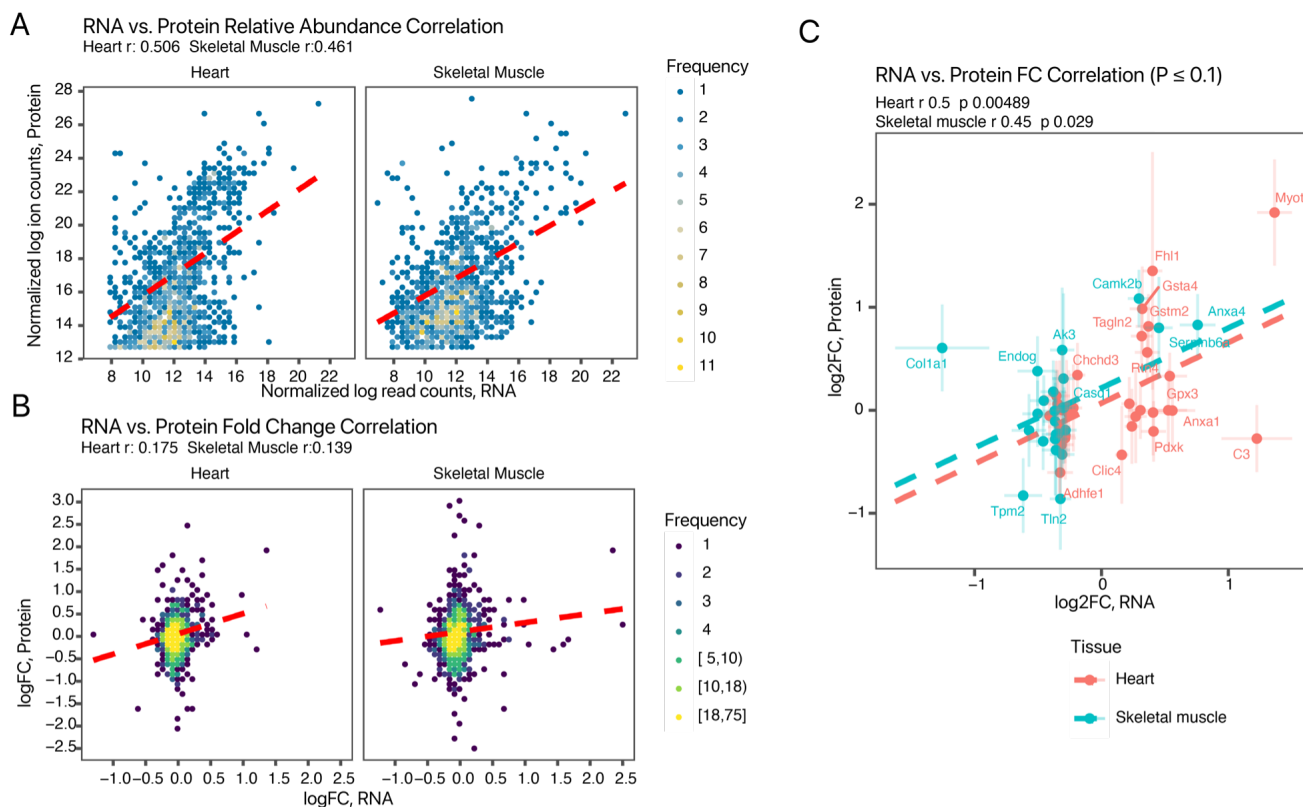 A
RNA vs. Protein Relative Abundance Correlation
Heart r: 0.506 Skeletal Muscle r:0.461
Heart
Skeletal Muscle
Normalized log ion counts, Protein
28
26
24
22
20
18
16
14
12
8 10 12 14 16 18 20 22
8 10 12 14 16 18 20 22
Normalized log read counts, RNA
Frequency
1
2
3
4
5
6
7
8
9
10
11
B
RNA vs. Protein Fold Change Correlation
Heart r: 0.175 Skeletal Muscle r:0.139
Heart
Skeletal Muscle
logFC, Protein
3.0
2.5
2.0
1.5
1.0
0.5
0.0
−0.5
−1.0
−1.5
−2.0
−2.5
−1.0 −0.5 0.0 0.5 1.0 1.5 2.0 2.5
−1.0 −0.5 0.0 0.5 1.0 1.5 2.0 2.5
logFC, RNA
Frequency
1
2
3
4
[ 5,10)
[10,18)
[18,75]
C
RNA vs. Protein FC Correlation (P ≤ 0.1)
Heart r 0.5 p 0.00489
Skeletal muscle r 0.45 p 0.029
log2FC, Protein
2
1
0
−1
Myot
Fhl1
Camk2b
Gsta4
Tagln2
Gstm2
Anxa4
Ak3
Serpinb6a
Col1a1
Endog
Chchd3
Casq1
Gpx3
Anxa1
Pdxk
C3
Clic4
Adhfe1
Tpm2
Tln2
−1 0 1
log2FC, RNA
Tissue
Heart
Skeletal muscle